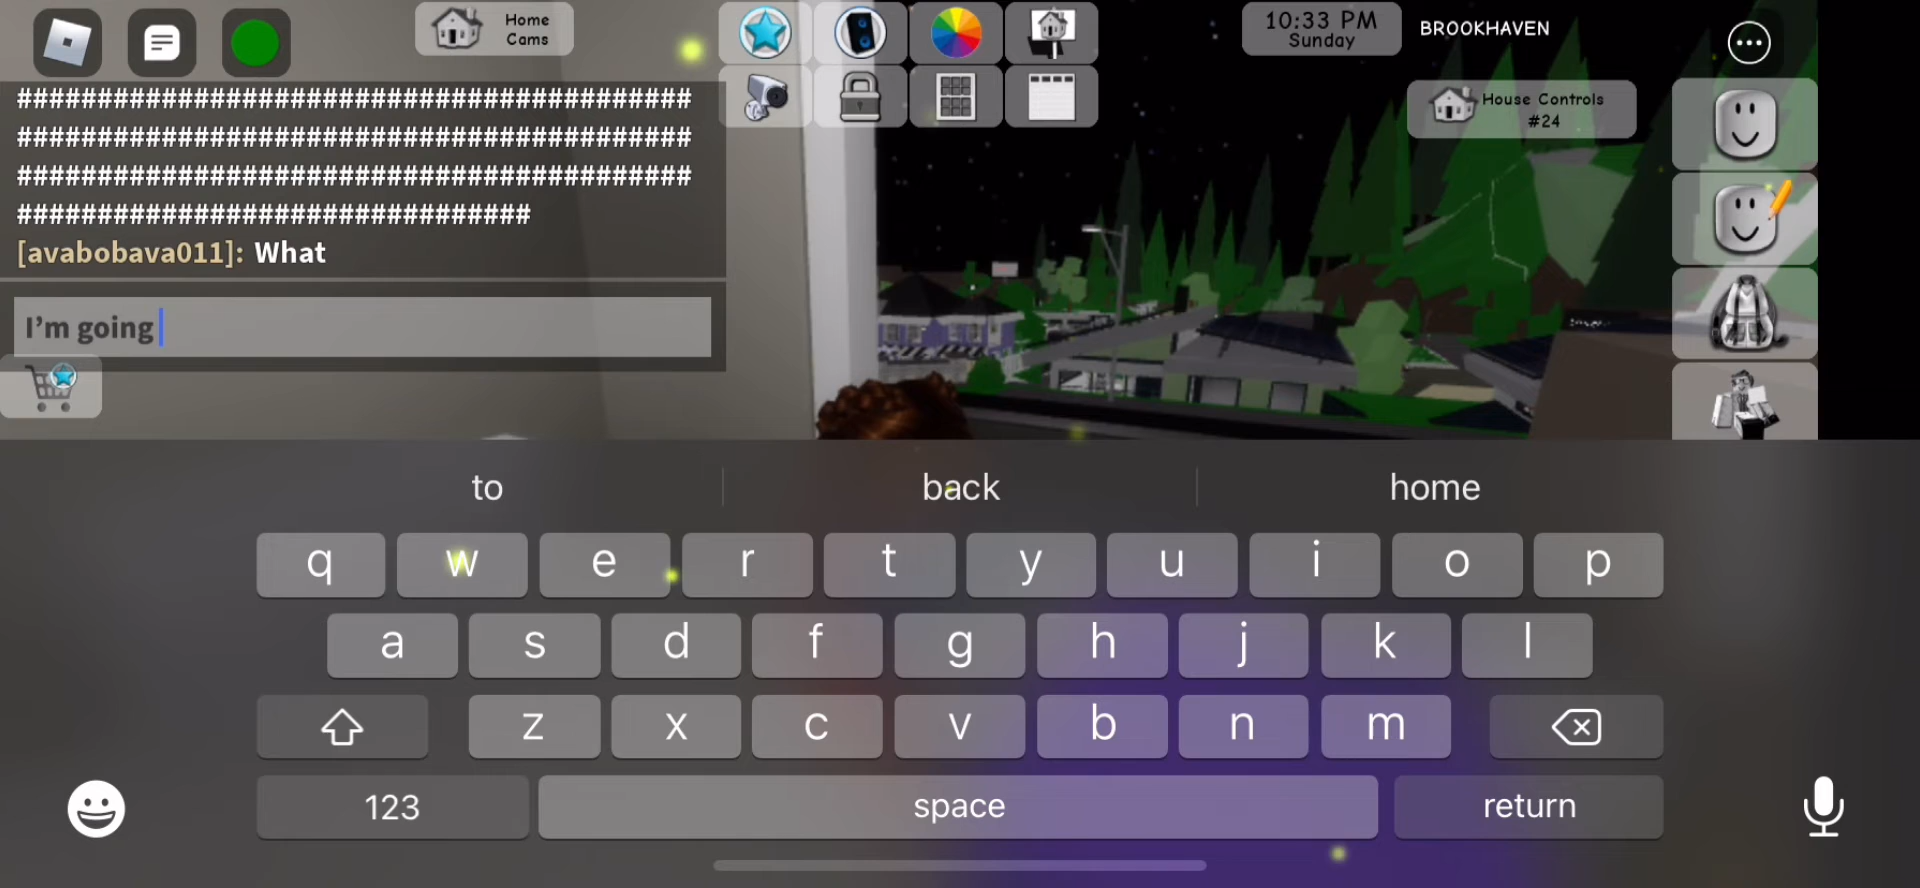 Home
Cams
10:33 PM
Sunday
BROOKHAVEN
House Controls
#24
##########################################
##########################################
##########################################
################################
[avabobava011]: What
I’m going
to back home
q w e r t y u i o p
a s d f g h j k l
z x c v b n m
123 space return